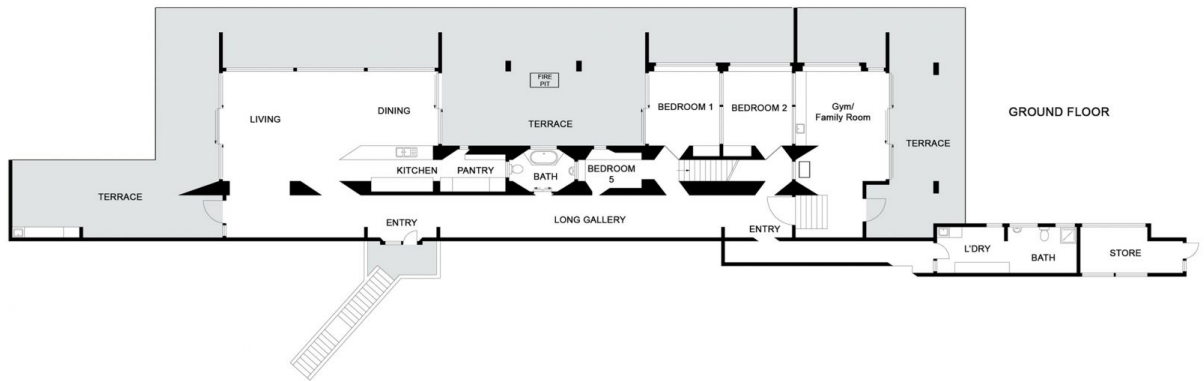 FIRE
PIT
BEDROOM 1
BEDROOM 2
Gym/
Family Room
GROUND FLOOR
LIVING
DINING
TERRACE
TERRACE
KITCHEN
PANTRY
BATH
BEDROOM
5
TERRACE
ENTRY
LONG GALLERY
ENTRY
L'DRY
BATH
STORE